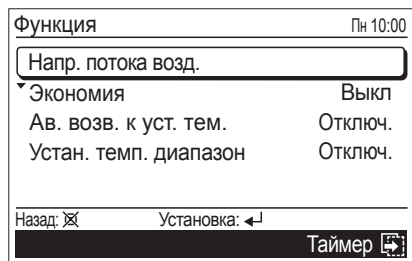 Функция Пн 10:00
Напр. потока возд.
Экономия Выкл
Ав. возв. к уст. тем. Отключ.
Устан. темп. диапазон Отключ.
Назад: Установка:
Таймер